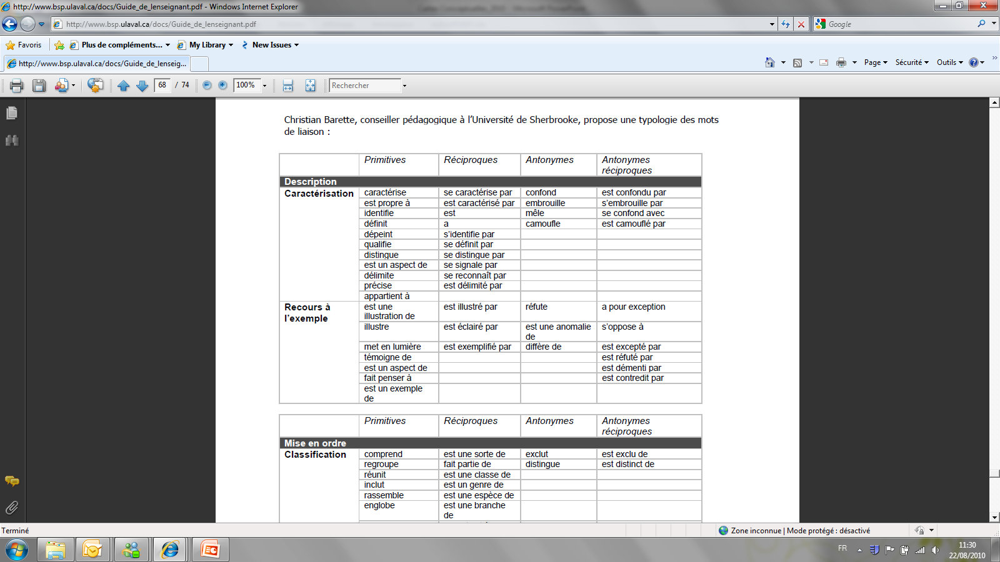 http://www.bsp.ulaval.ca/docs/Guide_de_lenseignant.pdf - Windows Internet Explorer
http://www.bsp.ulaval.ca/docs/Guide_de_lenseignant.pdf
Google
Favoris Plus de compléments... My Library New Issues
http://www.bsp.ulaval.ca/docs/Guide_de_lenseig... Page Sécurité Outils
68 / 74 100% Rechercher
Christian Barette, conseiller pédagogique à l'Université de Sherbrooke, propose une typologie des mots
de liaison :
Primitives Réciproques Antonymes Antonymes
réciproques
Description
Caractérisation caractérise se caractérise par confond est confondu par
est propre à est caractérisé par embrouille s'embrouille par
identifie est mêle se confond avec
définit a camoufle est camouflé par
dépeint s'identifie par
qualifie se définit par
distingue se distingue par
est un aspect de se signale par
délimite se reconnaît par
précise est délimité par
appartient à
Recours à est une est illustré par réfute a pour exception
l'exemple illustration de
illustre est éclairé par est une anomalie s'oppose à
de
met en lumière est exemplifié par diffère de est excepté par
témoigne de est réfuté par
est un aspect de est démenti par
fait penser à est contredit par
est un exemple
de
Primitives Réciproques Antonymes Antonymes
réciproques
Mise en ordre
Classification comprend est une sorte de exclut est exclu de
regroupe fait partie de distingue est distinct de
réunit est une classe de
inclut est un genre de
rassemble est une espèce de
englobe est une branche
de
Terminé Zone inconnue | Mode protégé : désactivé
FR 11:30
22/08/2010